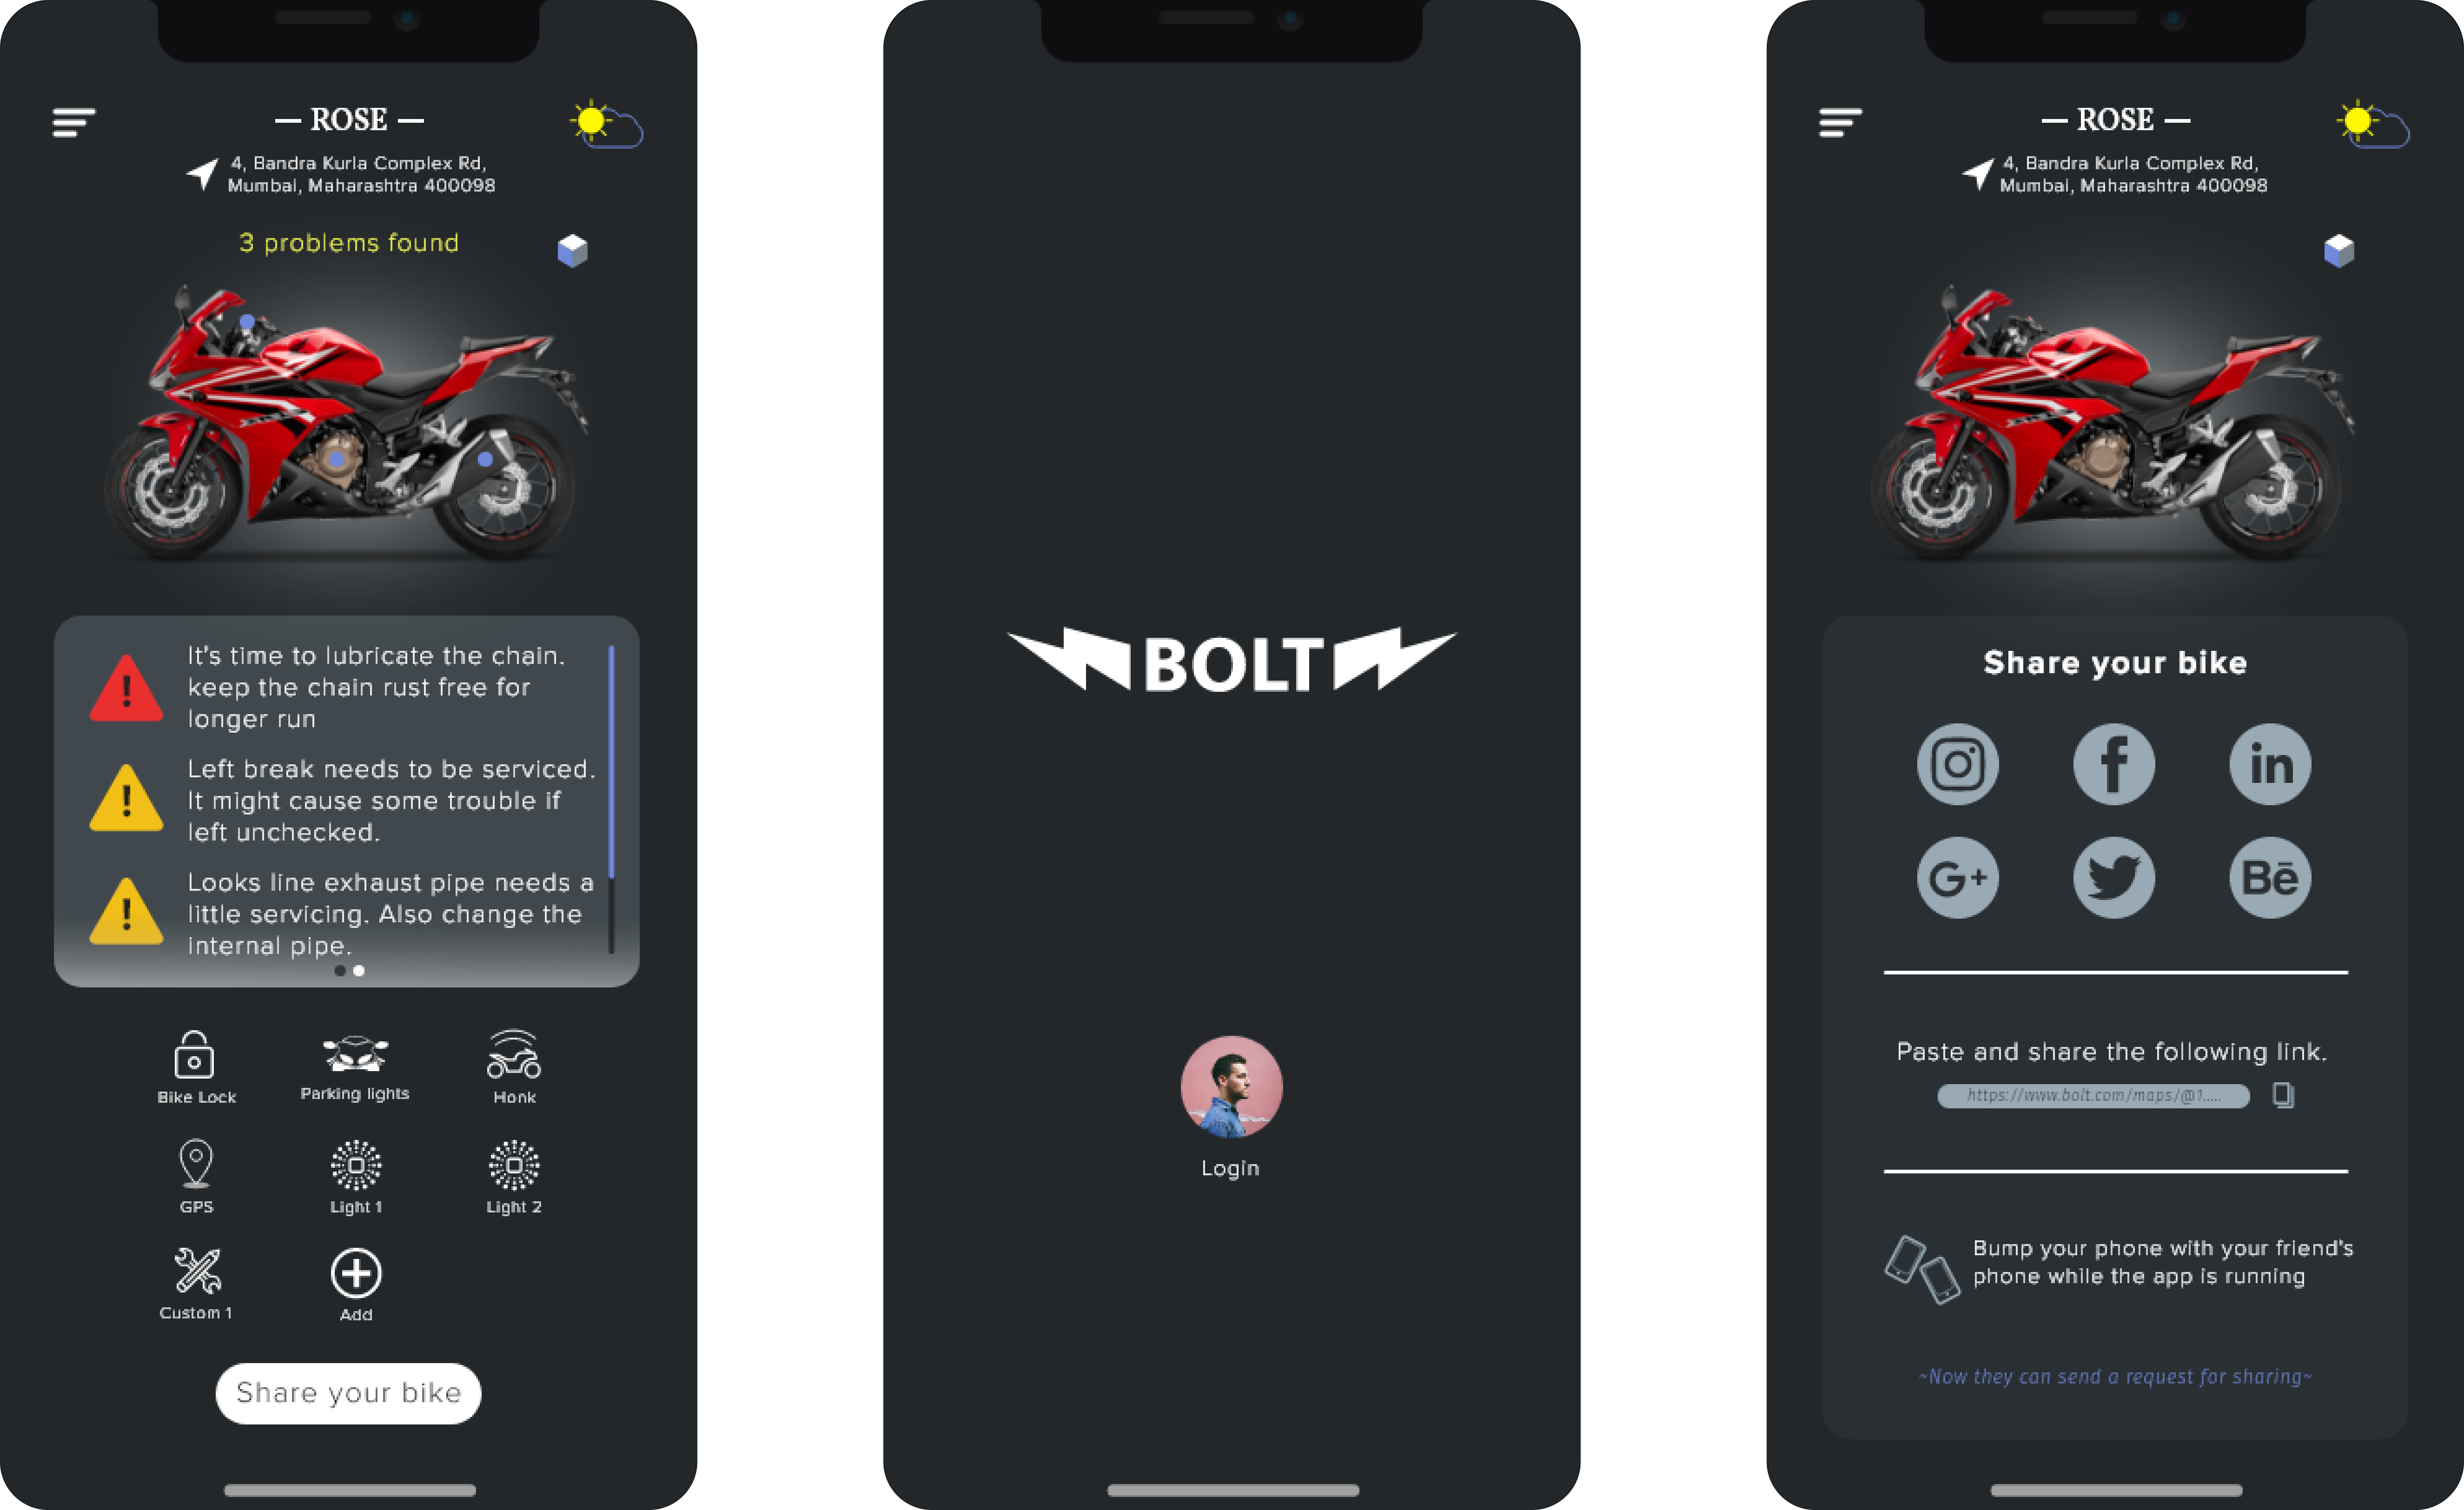 — ROSE —
4, Bandra Kurla Complex Rd,
Mumbai, Maharashtra 400098
3 problems found
It's time to lubricate the chain.
keep the chain rust free for
longer run
Left break needs to be serviced.
It might cause some trouble if
left unchecked.
Looks line exhaust pipe needs a
little servicing. Also change the
internal pipe.
Bike Lock
Parking lights
Honk
GPS
Light 1
Light 2
Custom 1
Add
Share your bike
BOLT
Login
— ROSE —
4, Bandra Kurla Complex Rd,
Mumbai, Maharashtra 400098
Share your bike
f
in
G+
Bē
Paste and share the following link.
https://www.bolt.com/maps/@1.....
Bump your phone with your friend's
phone while the app is running
~Now they can send a request for sharing~